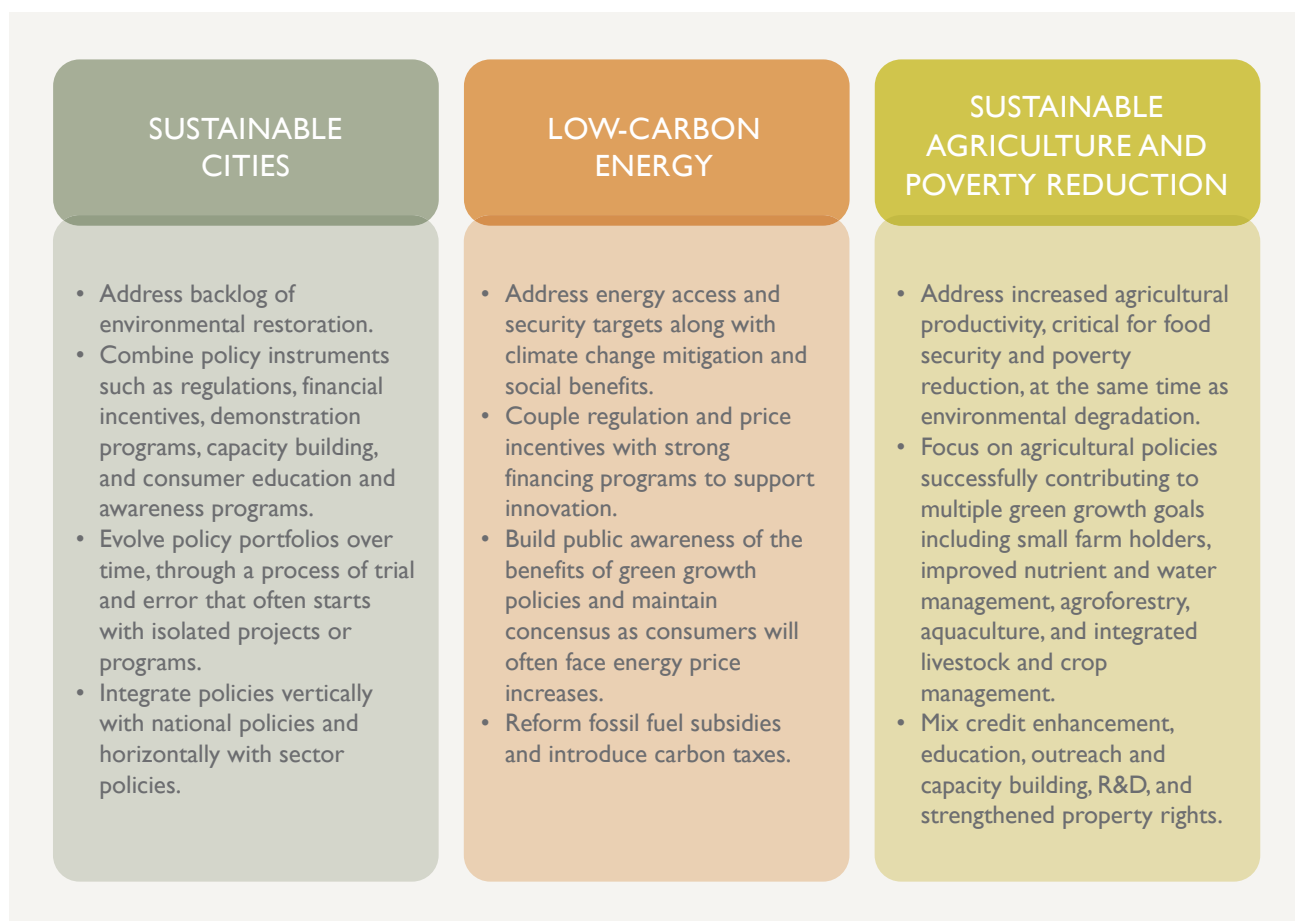 SUSTAINABLE
CITIES
• Address backlog of
environmental restoration.
• Combine policy instruments
such as regulations, financial
incentives, demonstration
programs, capacity building,
and consumer education and
awareness programs.
• Evolve policy portfolios over
time, through a process of trial
and error that often starts
with isolated projects or
programs.
• Integrate policies vertically
with national policies and
horizontally with sector
policies.
LOW-CARBON
ENERGY
• Address energy access and
security targets along with
climate change mitigation and
social benefits.
• Couple regulation and price
incentives with strong
financing programs to support
innovation.
• Build public awareness of the
benefits of green growth
policies and maintain
concensus as consumers will
often face energy price
increases.
• Reform fossil fuel subsidies
and introduce carbon taxes.
SUSTAINABLE
AGRICULTURE AND
POVERTY REDUCTION
• Address increased agricultural
productivity, critical for food
security and poverty
reduction, at the same time as
environmental degradation.
• Focus on agricultural policies
successfully contributing to
multiple green growth goals
including small farm holders,
improved nutrient and water
management, agroforestry,
aquaculture, and integrated
livestock and crop
management.
• Mix credit enhancement,
education, outreach and
capacity building, R&D, and
strengthened property rights.